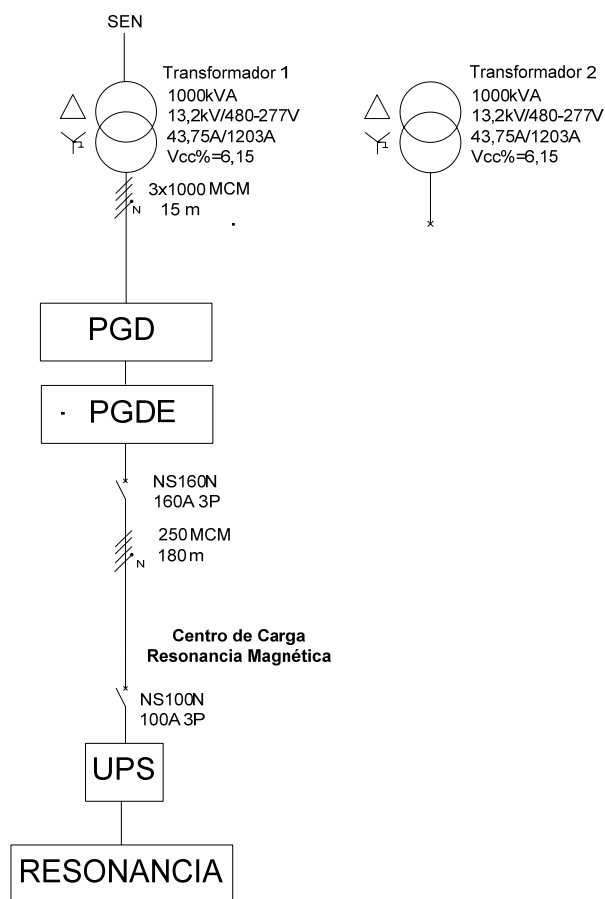 SEN
Transformador 1
1000kVA
13,2kV/480-277V
43,75A/1203A
Vcc%=6,15
Transformador 2
1000kVA
13,2kV/480-277V
43,75A/1203A
Vcc%=6,15
3x1000 MCM
15 m
N
PGD
PGDE
NS160N
160A 3P
250 MCM
180 m
N
Centro de Carga
Resonancia Magnética
NS100N
100A 3P
UPS
RESONANCIA